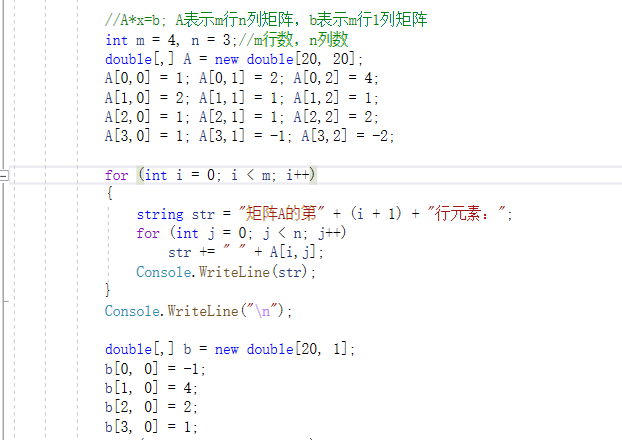 //A*x=b; A表示m行n列矩阵，b表示m行1列矩阵
int m = 4, n = 3;//m行数，n列数
double[,] A = new double[20, 20];
A[0,0] = 1; A[0,1] = 2; A[0,2] = 4;
A[1,0] = 2; A[1,1] = 1; A[1,2] = 1;
A[2,0] = 1; A[2,1] = 1; A[2,2] = 2;
A[3,0] = 1; A[3,1] = -1; A[3,2] = -2;
for (int i = 0; i < m; i++)
{
string str = "矩阵A的第" + (i + 1) + "行元素：";
for (int j = 0; j < n; j++)
str += " " + A[i,j];
Console.WriteLine(str);
}
Console.WriteLine("\n");
double[,] b = new double[20, 1];
b[0, 0] = -1;
b[1, 0] = 4;
b[2, 0] = 2;
b[3, 0] = 1;